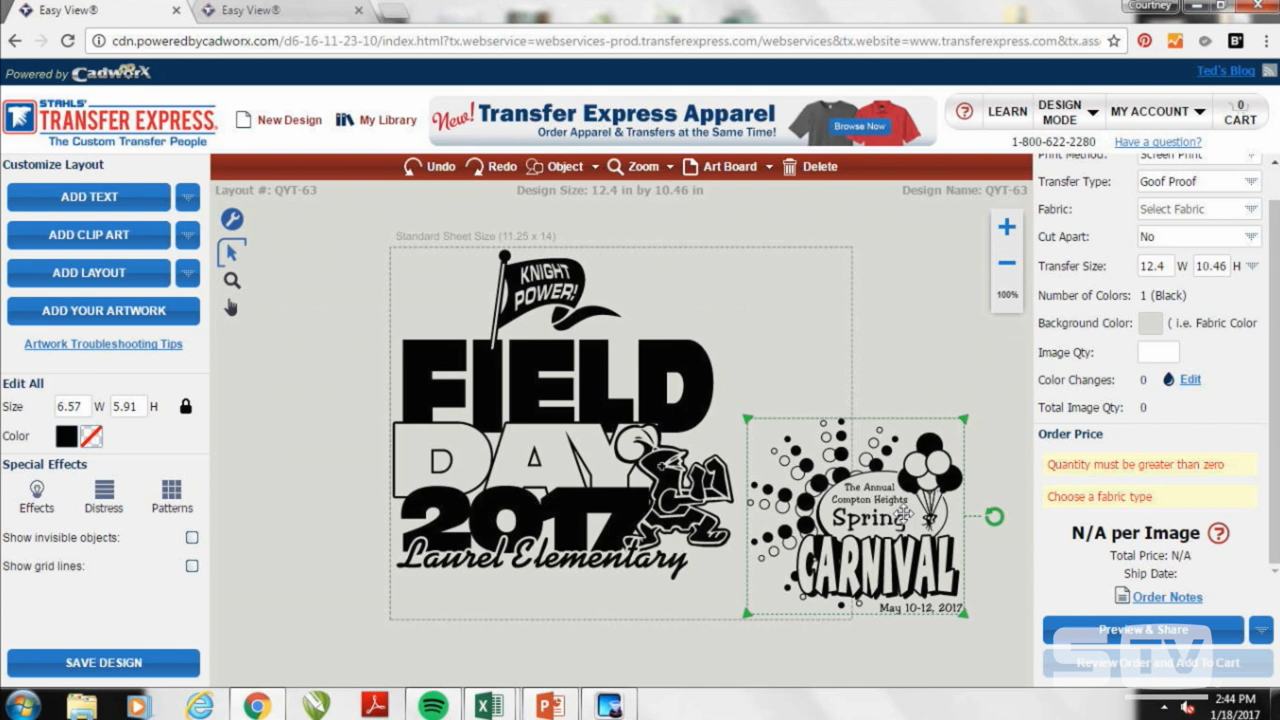 Easy View®
Easy View®
Courtney
cdn.poweredbycadworx.com/d6-16-11-23-10/index.html?tx.webservice=webservices-prod.transferexpress.com/webservices&tx.website=www.transferexpress.com&tx.ass
Powered by CadworX
Ted's Blog
STAHLS'
TRANSFER EXPRESS.
The Custom Transfer People
New Design
My Library
New! Transfer Express Apparel
Order Apparel & Transfers at the Same Time!
Browse Now
LEARN
DESIGN MODE
MY ACCOUNT
0
CART
1-800-622-2280
Have a question?
Customize Layout
ADD TEXT
ADD CLIP ART
ADD LAYOUT
ADD YOUR ARTWORK
Artwork Troubleshooting Tips
Edit All
Size 6.57 W 5.91 H
Color
Special Effects
Effects Distress Patterns
Show invisible objects:
Show grid lines:
SAVE DESIGN
Undo Redo Object Zoom Art Board Delete
Layout #: QYT-63 Design Size: 12.4 in by 10.46 in Design Name: QYT-63
Standard Sheet Size (11.25 x 14)
100%
KNIGHT
POWER!
FIELD
DAY
2017
Laurel Elementary
The Annual
Compton Heights
Spring
CARNIVAL
May 10-12, 2017
Print Method: Screen Print
Transfer Type: Goof Proof
Fabric: Select Fabric
Cut Apart: No
Transfer Size: 12.4 W 10.46 H
Number of Colors: 1 (Black)
Background Color: ( i.e. Fabric Color
Image Qty:
Color Changes: 0 Edit
Total Image Qty: 0
Order Price
Quantity must be greater than zero
Choose a fabric type
N/A per Image
Total Price: N/A
Ship Date:
Order Notes
Preview & Share
Review Order and Add To Cart
STV
2:44 PM
1/18/2017